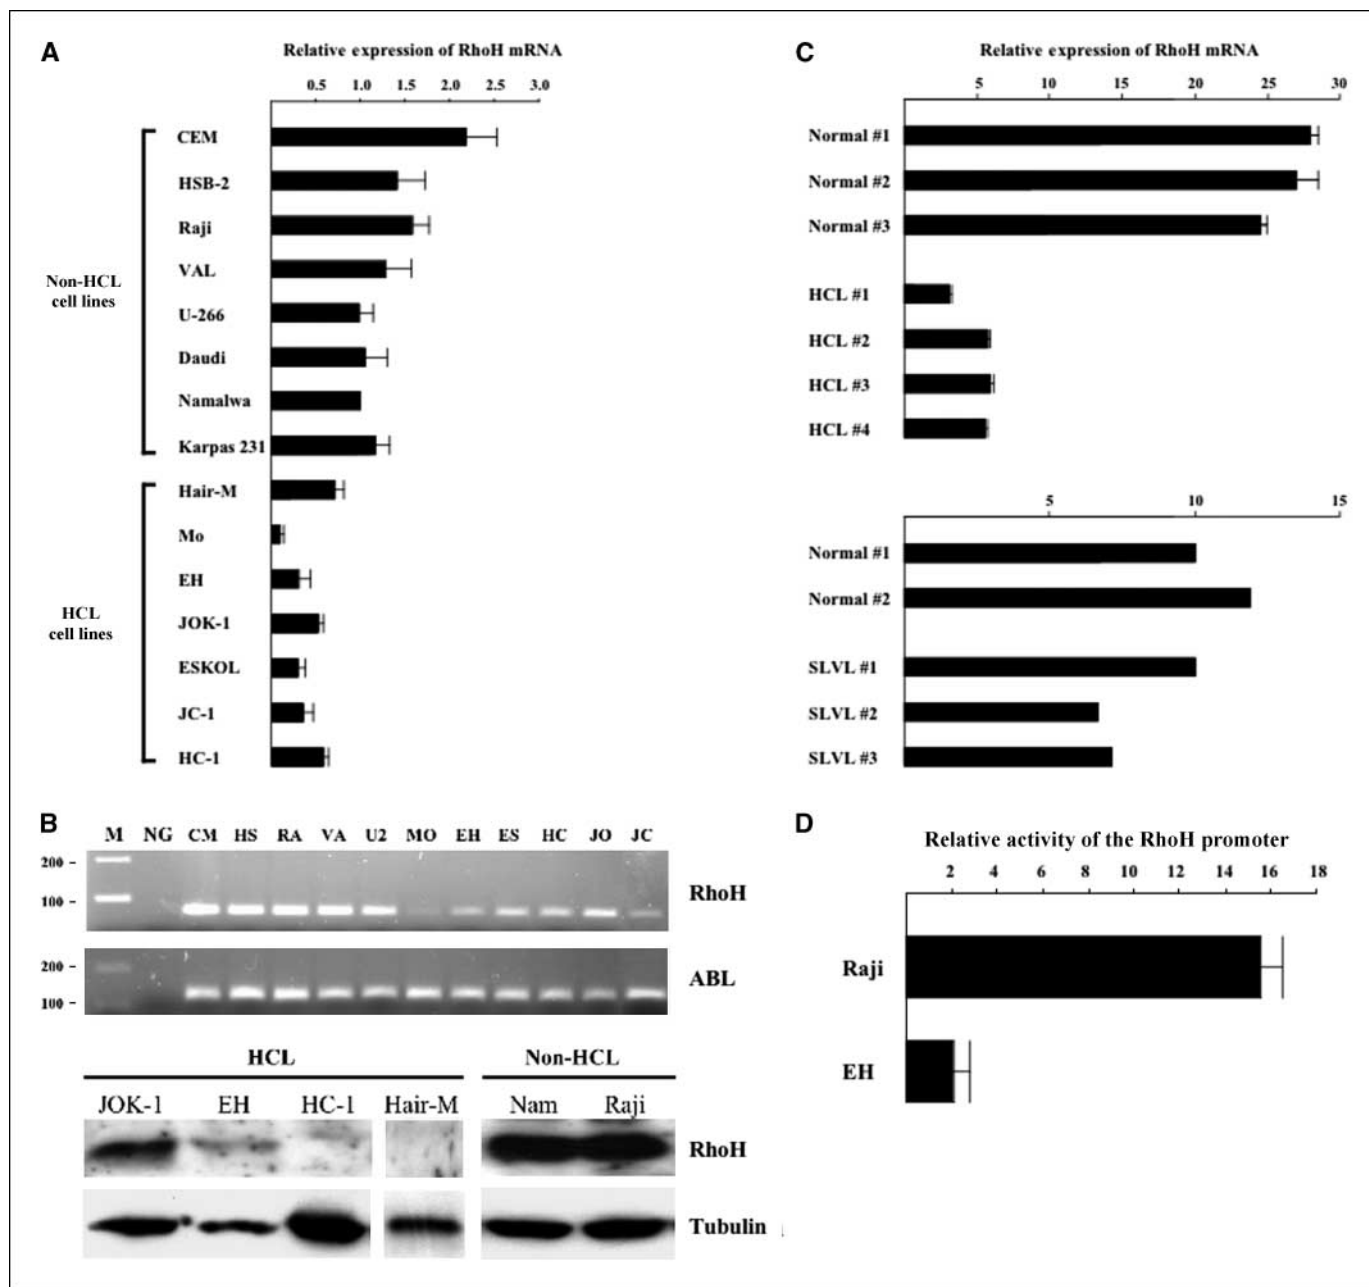 A
Relative expression of RhoH mRNA
0.5 1.0 1.5 2.0 2.5 3.0
Non-HCL
cell lines
CEM
HSB-2
Raji
VAL
U-266
Daudi
Namalwa
Karpas 231
HCL
cell lines
Hair-M
Mo
EH
JOK-1
ESKOL
JC-1
HC-1
B
M NG CM HS RA VA U2 MO EH ES HC JO JC
200 -
100 -
RhoH
200 -
100 -
ABL
HCL Non-HCL
JOK-1 EH HC-1 Hair-M Nam Raji
RhoH
Tubulin
C
Relative expression of RhoH mRNA
5 10 15 20 25 30
Normal #1
Normal #2
Normal #3
HCL #1
HCL #2
HCL #3
HCL #4
5 10 15
Normal #1
Normal #2
SLVL #1
SLVL #2
SLVL #3
D
Relative activity of the RhoH promoter
2 4 6 8 10 12 14 16 18
Raji
EH